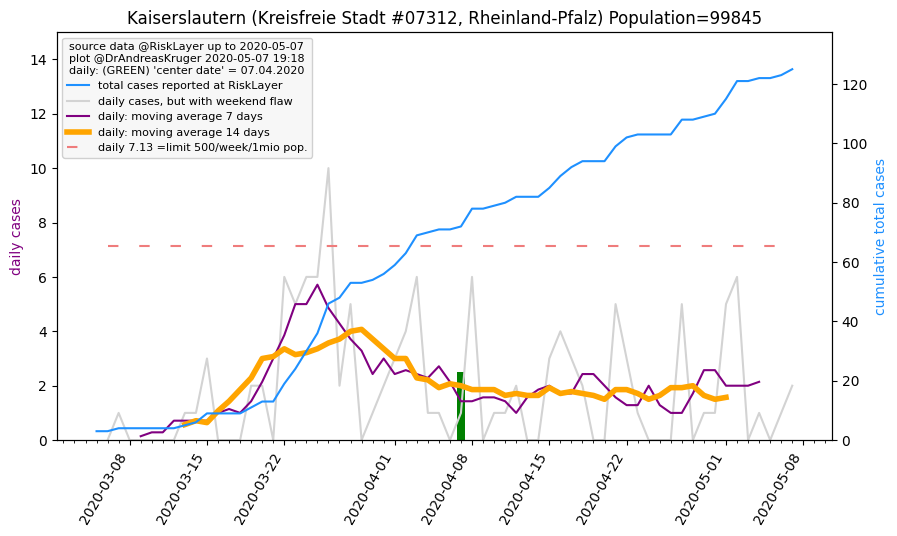 Kaiserslautern (Kreisfreie Stadt #07312, Rheinland-Pfalz) Population=99845
source data @RiskLayer up to 2020-05-07
plot @DrAndreasKruger 2020-05-07 19:18
daily: (GREEN) 'center date' = 07.04.2020
total cases reported at RiskLayer
daily cases, but with weekend flaw
daily: moving average 7 days
daily: moving average 14 days
daily 7.13 =limit 500/week/1mio pop.
daily cases
14
12
10
8
6
4
2
0
cumulative total cases
120
100
80
60
40
20
0
2020-03-08
2020-03-15
2020-03-22
2020-04-01
2020-04-08
2020-04-15
2020-04-22
2020-05-01
2020-05-08